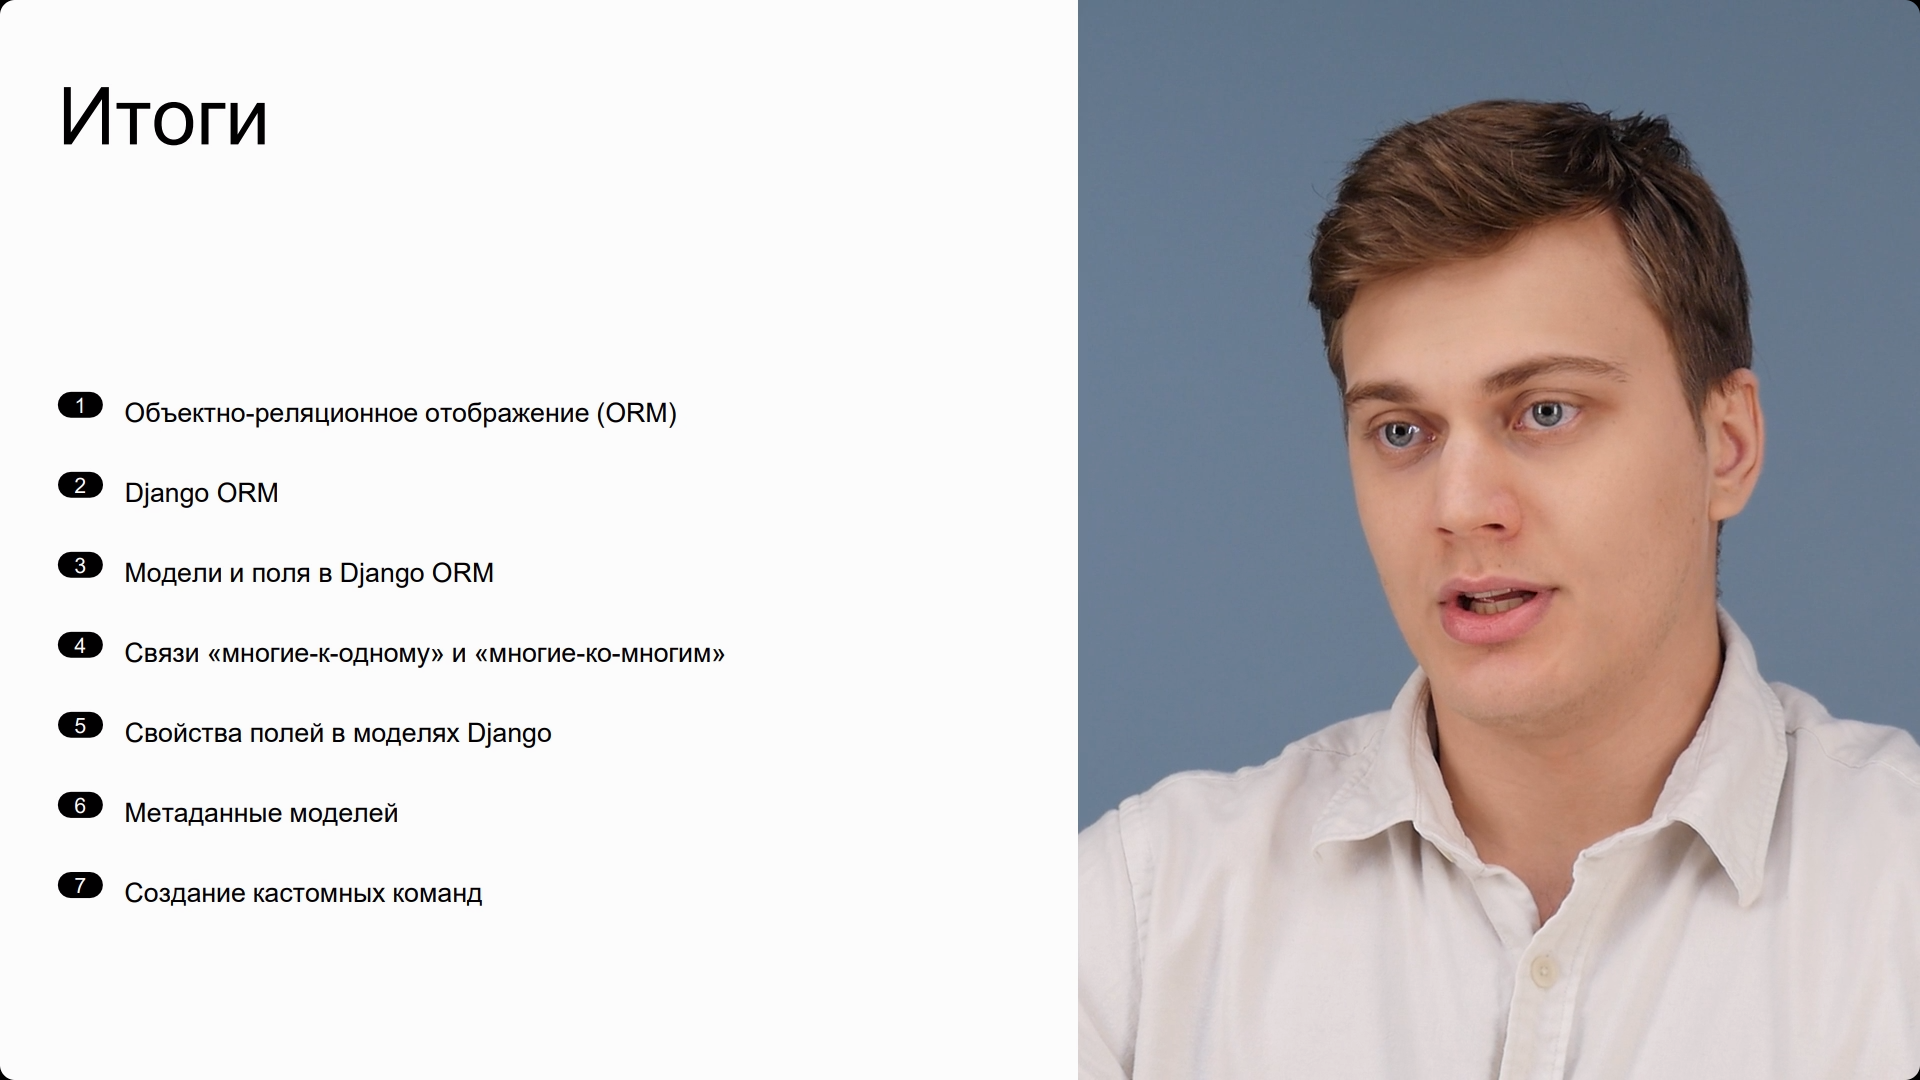 Итоги
1 Объектно-реляционное отображение (ORM)
2 Django ORM
3 Модели и поля в Django ORM
4 Связи «многие-к-одному» и «многие-ко-многим»
5 Свойства полей в моделях Django
6 Метаданные моделей
7 Создание кастомных команд